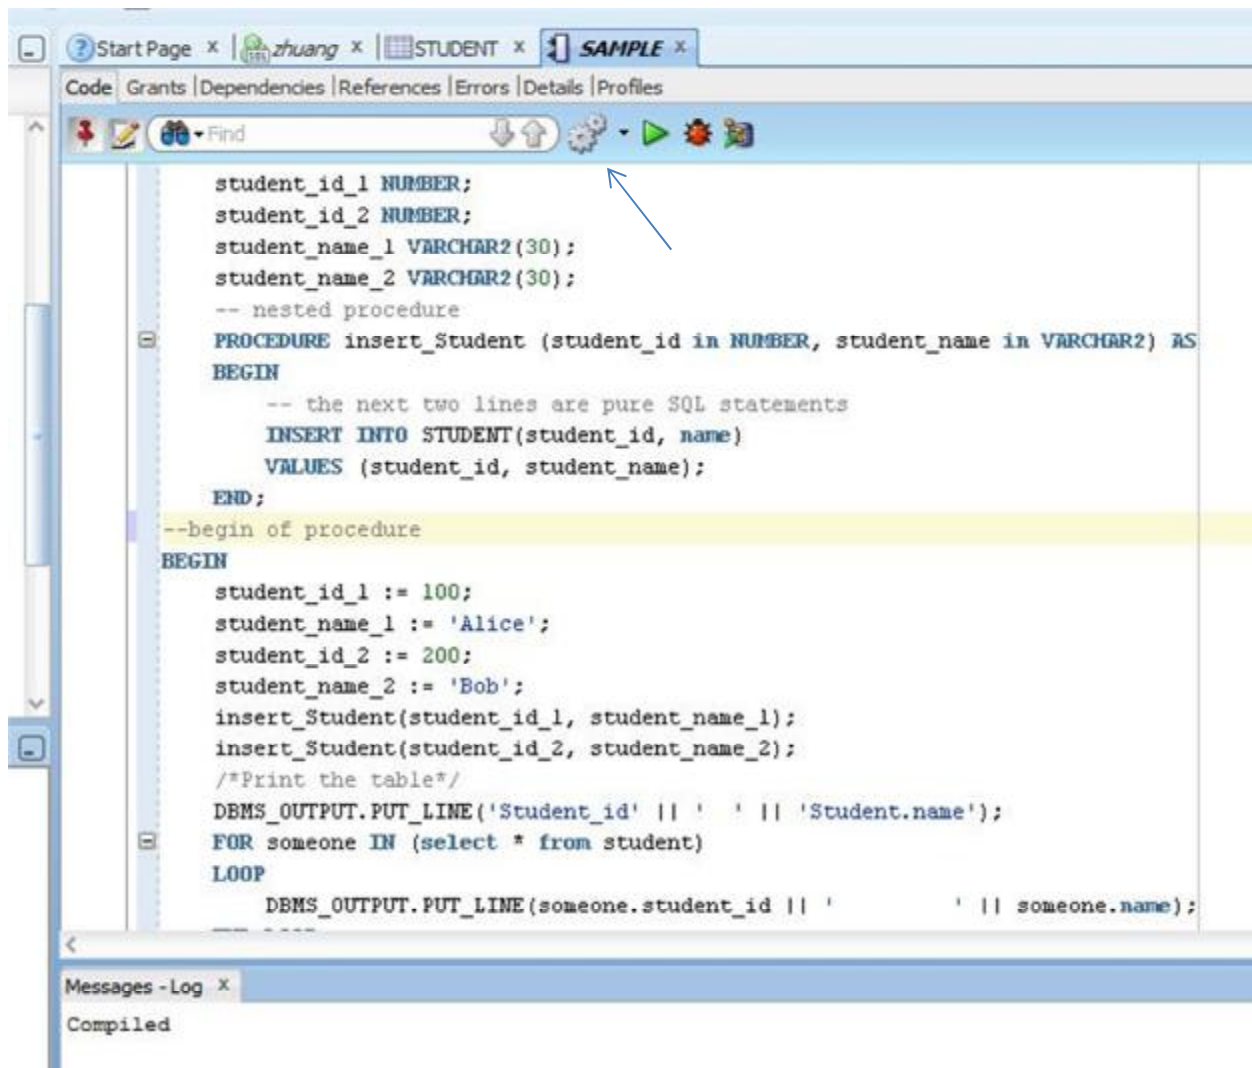 Start Page x zhuang x STUDENT x SAMPLE x
Code Grants |Dependencies |References |Errors |Details |Profiles
Find
student_id_1 NUMBER;
student_id_2 NUMBER;
student_name_1 VARCHAR2(30);
student_name_2 VARCHAR2(30);
-- nested procedure
PROCEDURE insert_Student (student_id in NUMBER, student_name in VARCHAR2) AS
BEGIN
-- the next two lines are pure SQL statements
INSERT INTO STUDENT(student_id, name)
VALUES (student_id, student_name);
END;
--begin of procedure
BEGIN
student_id_1 := 100;
student_name_1 := 'Alice';
student_id_2 := 200;
student_name_2 := 'Bob';
insert_Student(student_id_1, student_name_1);
insert_Student(student_id_2, student_name_2);
/*Print the table*/
DBMS_OUTPUT.PUT_LINE('Student_id' || '  ' || 'Student.name');
FOR someone IN (select * from student)
LOOP
DBMS_OUTPUT.PUT_LINE(someone.student_id || '         ' || someone.name);
Messages - Log x
Compiled